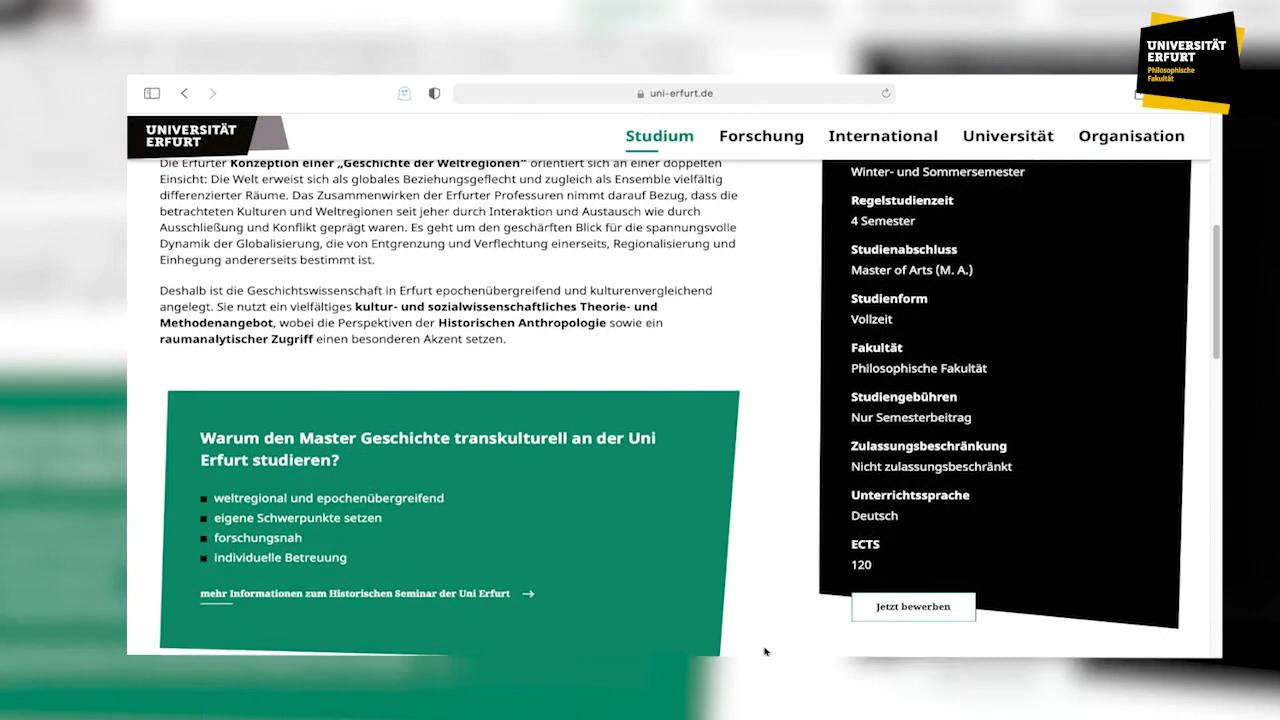 UNIVERSITÄT
ERFURT
Philosophische
Fakultät
uni-erfurt.de
UNIVERSITÄT
ERFURT
Studium
Forschung
International
Universität
Organisation
Die Erfurter Konzeption einer „Geschichte der Weltregionen“ orientiert sich an einer doppelten
Einsicht: Die Welt erweist sich als globales Beziehungsgeflecht und zugleich als Ensemble vielfältig
differenzierter Räume. Das Zusammenwirken der Erfurter Professuren nimmt darauf Bezug, dass die
betrachteten Kulturen und Weltregionen seit jeher durch Interaktion und Austausch wie durch
Ausschließung und Konflikt geprägt waren. Es geht um den geschärften Blick für die spannungsvolle
Dynamik der Globalisierung, die von Entgrenzung und Verflechtung einerseits, Regionalisierung und
Einhegung andererseits bestimmt ist.
Deshalb ist die Geschichtswissenschaft in Erfurt epochenübergreifend und kulturenvergleichend
angelegt. Sie nutzt ein vielfältiges kultur- und sozialwissenschaftliches Theorie- und
Methodenangebot, wobei die Perspektiven der Historischen Anthropologie sowie ein
raumanalytischer Zugriff einen besonderen Akzent setzen.
Warum den Master Geschichte transkulturell an der Uni
Erfurt studieren?
weltregional und epochenübergreifend
eigene Schwerpunkte setzen
forschungsnah
individuelle Betreuung
mehr Informationen zum Historischen Seminar der Uni Erfurt →
Winter- und Sommersemester
Regelstudienzeit
4 Semester
Studienabschluss
Master of Arts (M. A.)
Studienform
Vollzeit
Fakultät
Philosophische Fakultät
Studiengebühren
Nur Semesterbeitrag
Zulassungsbeschränkung
Nicht zulassungsbeschränkt
Unterrichtssprache
Deutsch
ECTS
120
Jetzt bewerben